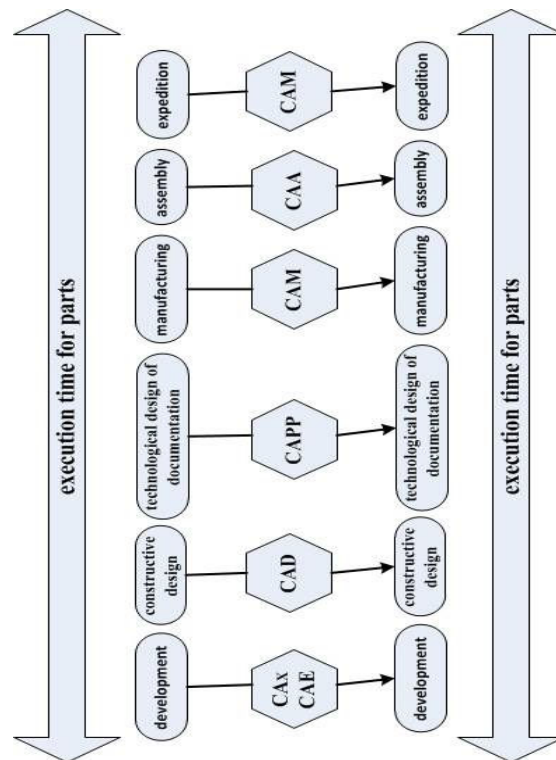 execution time for parts
development
constructive
design
technological design of
documentation
manufacturing
assembly
expedition
CAx
CAE
CAD
CAPP
CAM
CAA
CAM
development
constructive
design
technological design of
documentation
manufacturing
assembly
expedition
execution time for parts